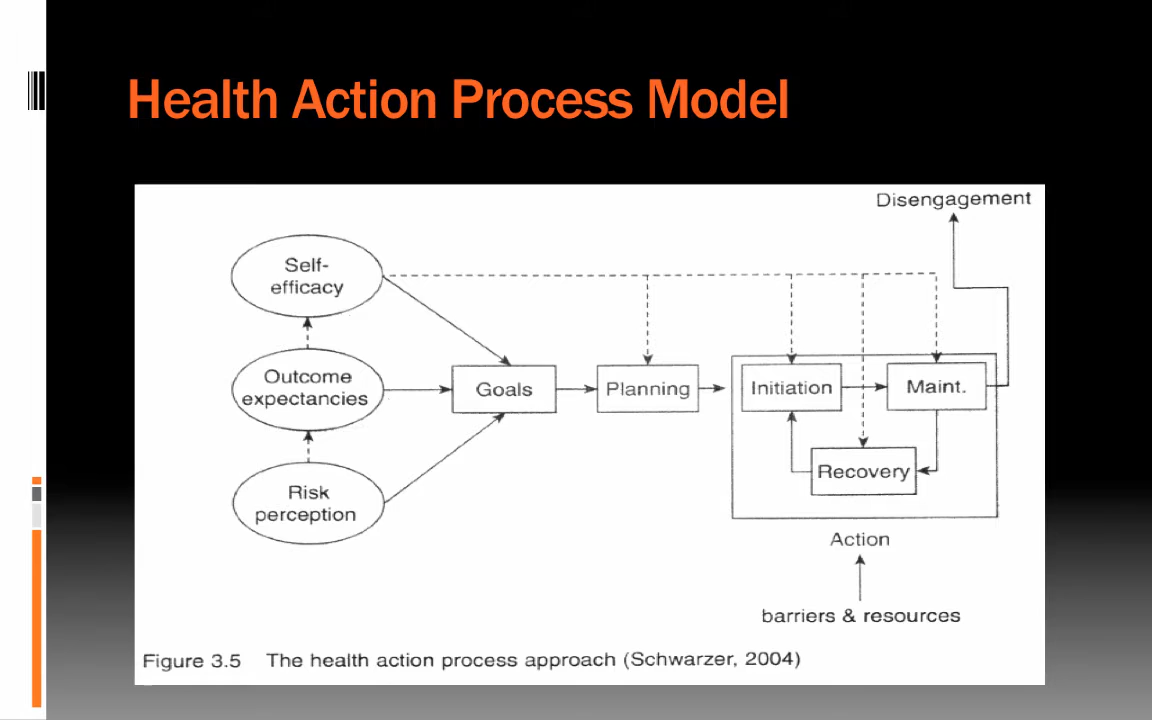 Health Action Process Model
Disengagement
Self-
efficacy
Outcome
expectancies
Goals
Planning
Initiation
Maint.
Recovery
Risk
perception
Action
barriers & resources
Figure 3.5 The health action process approach (Schwarzer, 2004)